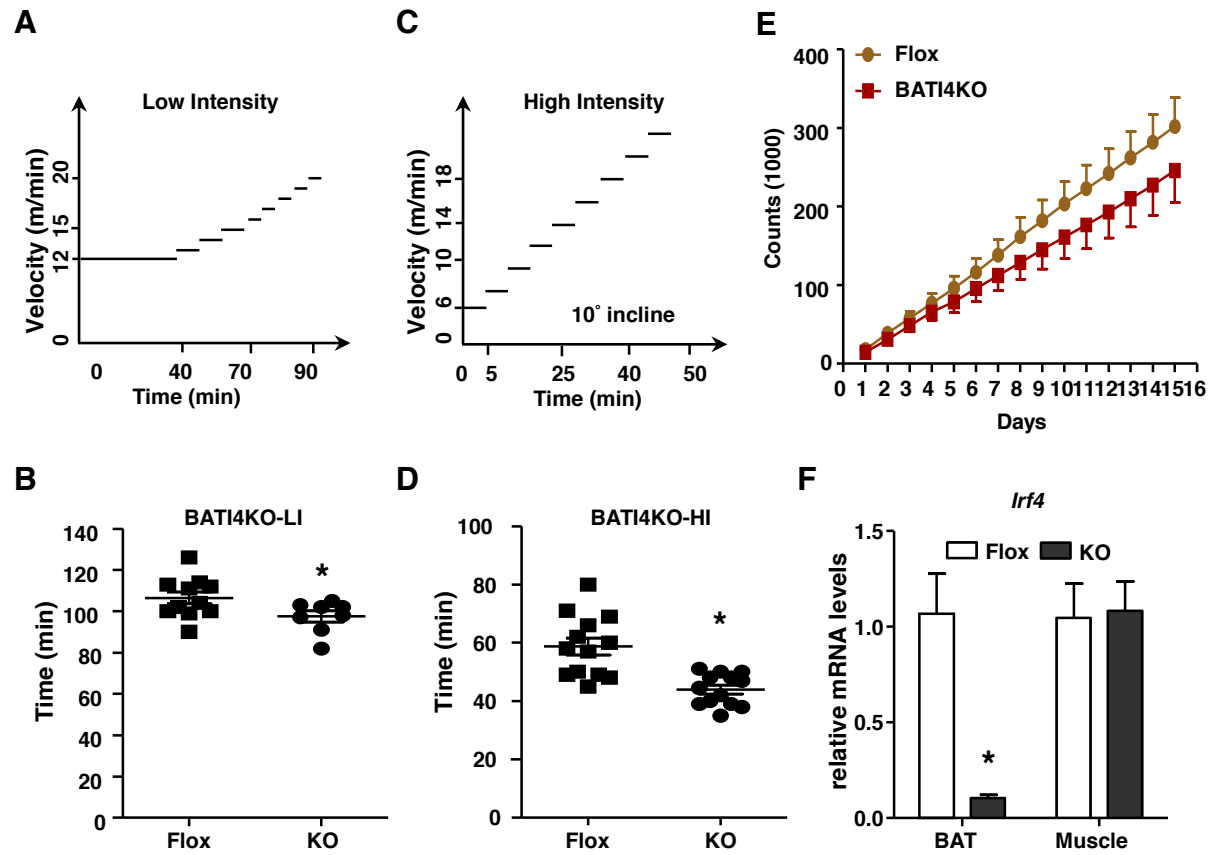 A
Low Intensity
Velocity (m/min)
20
15
12
0
0 40 70 90
Time (min)
C
High Intensity
Velocity (m/min)
18
14
10
6
0
10° incline
0 5 25 40 50
Time (min)
E
Flox
BATI4KO
Counts (1000)
400
300
200
100
0
0 1 2 3 4 5 6 7 8 9 10 11 12 13 14 15 16
Days
B
BATI4KO-LI
Time (min)
140
120
100
80
60
40
20
0
*
Flox KO
D
BATI4KO-HI
Time (min)
100
80
60
40
20
0
*
Flox KO
F
Irf4
Flox KO
relative mRNA levels
1.5
1.0
0.5
0.0
*
BAT Muscle